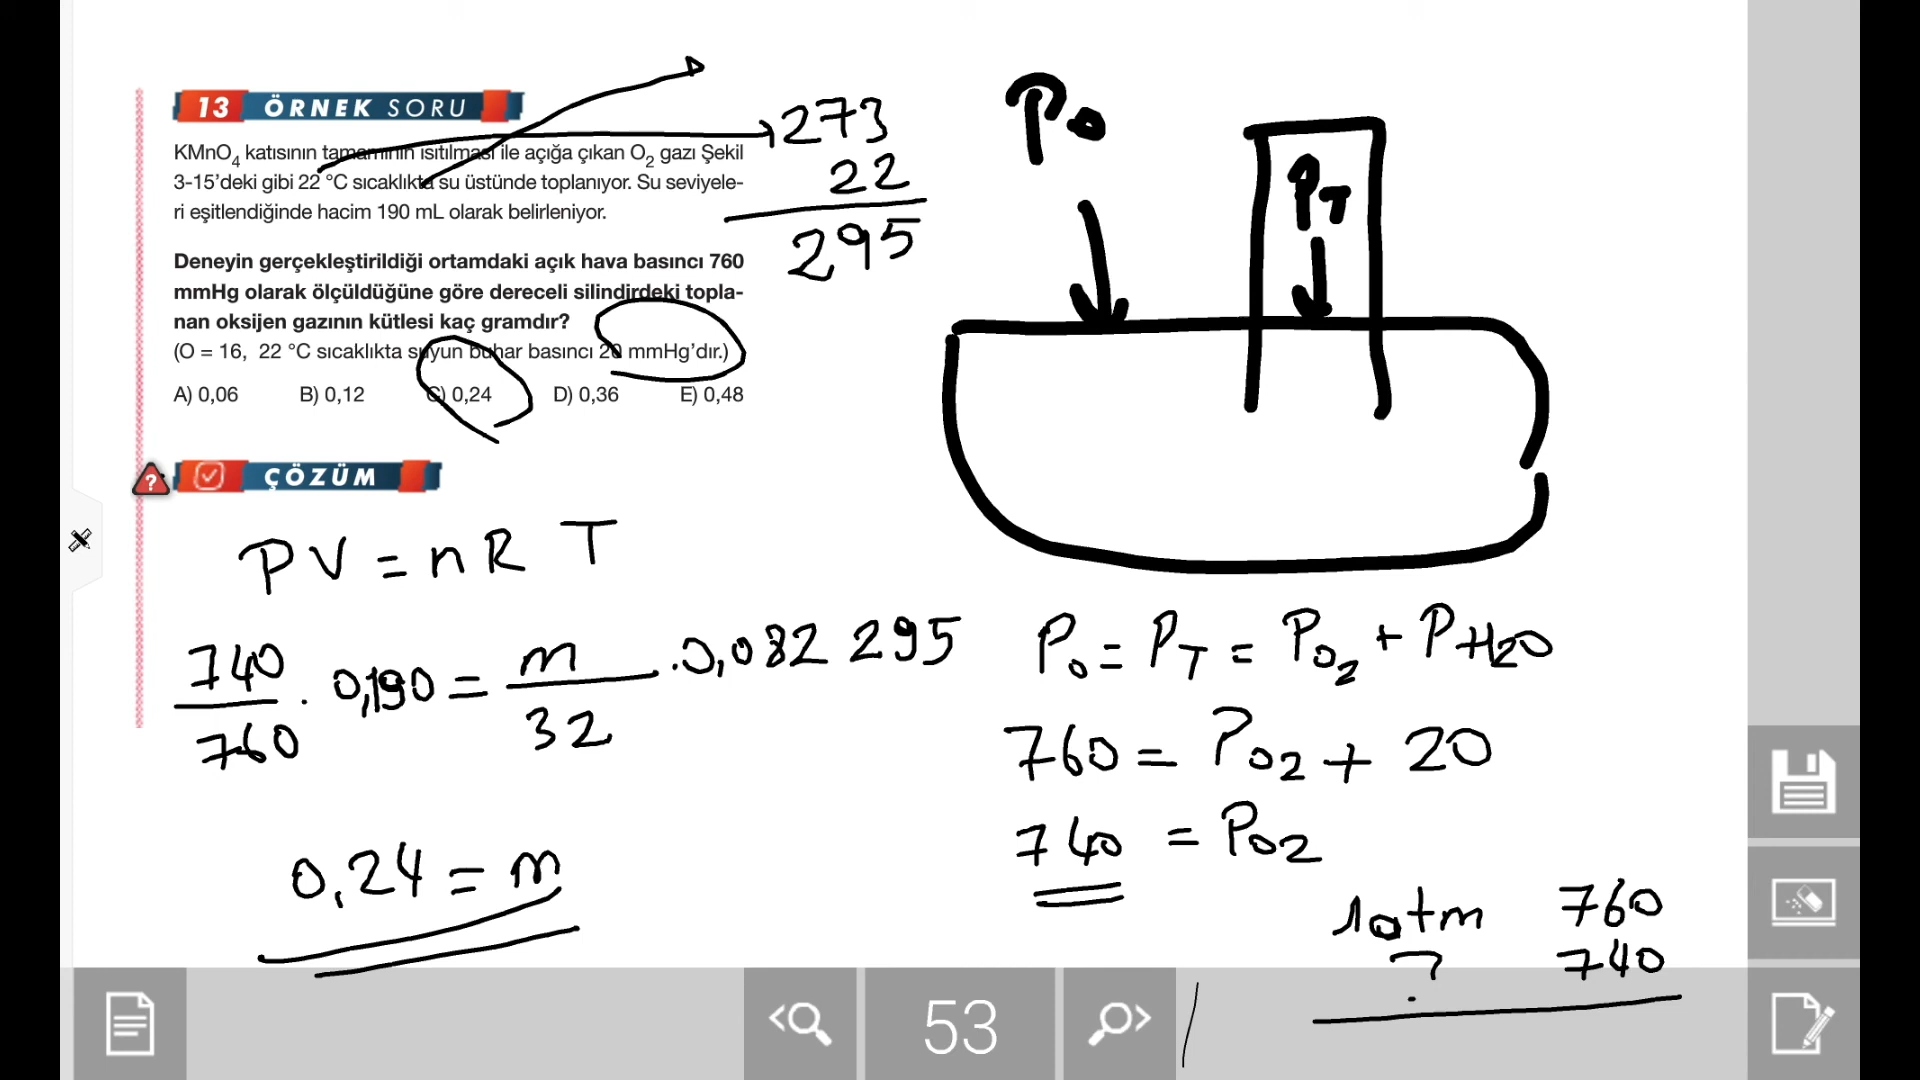 13 ÖRNEK SORU
KMnO4 katısının tamamının ısıtılması ile açığa çıkan O2 gazı Şekil
3-15'deki gibi 22 °C sıcaklıkta su üstünde toplanıyor. Su seviyele-
ri eşitlendiğinde hacim 190 mL olarak belirleniyor.
Deneyin gerçekleştirildiği ortamdaki açık hava basıncı 760
mmHg olarak ölçüldüğüne göre dereceli silindirdeki topla-
nan oksijen gazının kütlesi kaç gramdır?
(O = 16, 22 °C sıcaklıkta suyun buhar basıncı 20 mmHg'dır.)
A) 0,06 B) 0,12 C) 0,24 D) 0,36 E) 0,48
273
22
295
P0
PT
? ÇÖZÜM
PV = nRT
740/760 . 0,190 = m/32 . 0,082 295
0,24 = m
P0 = PT = PO2 + PH2O
760 = PO2 + 20
740 = PO2
1 atm 760
? 740
53